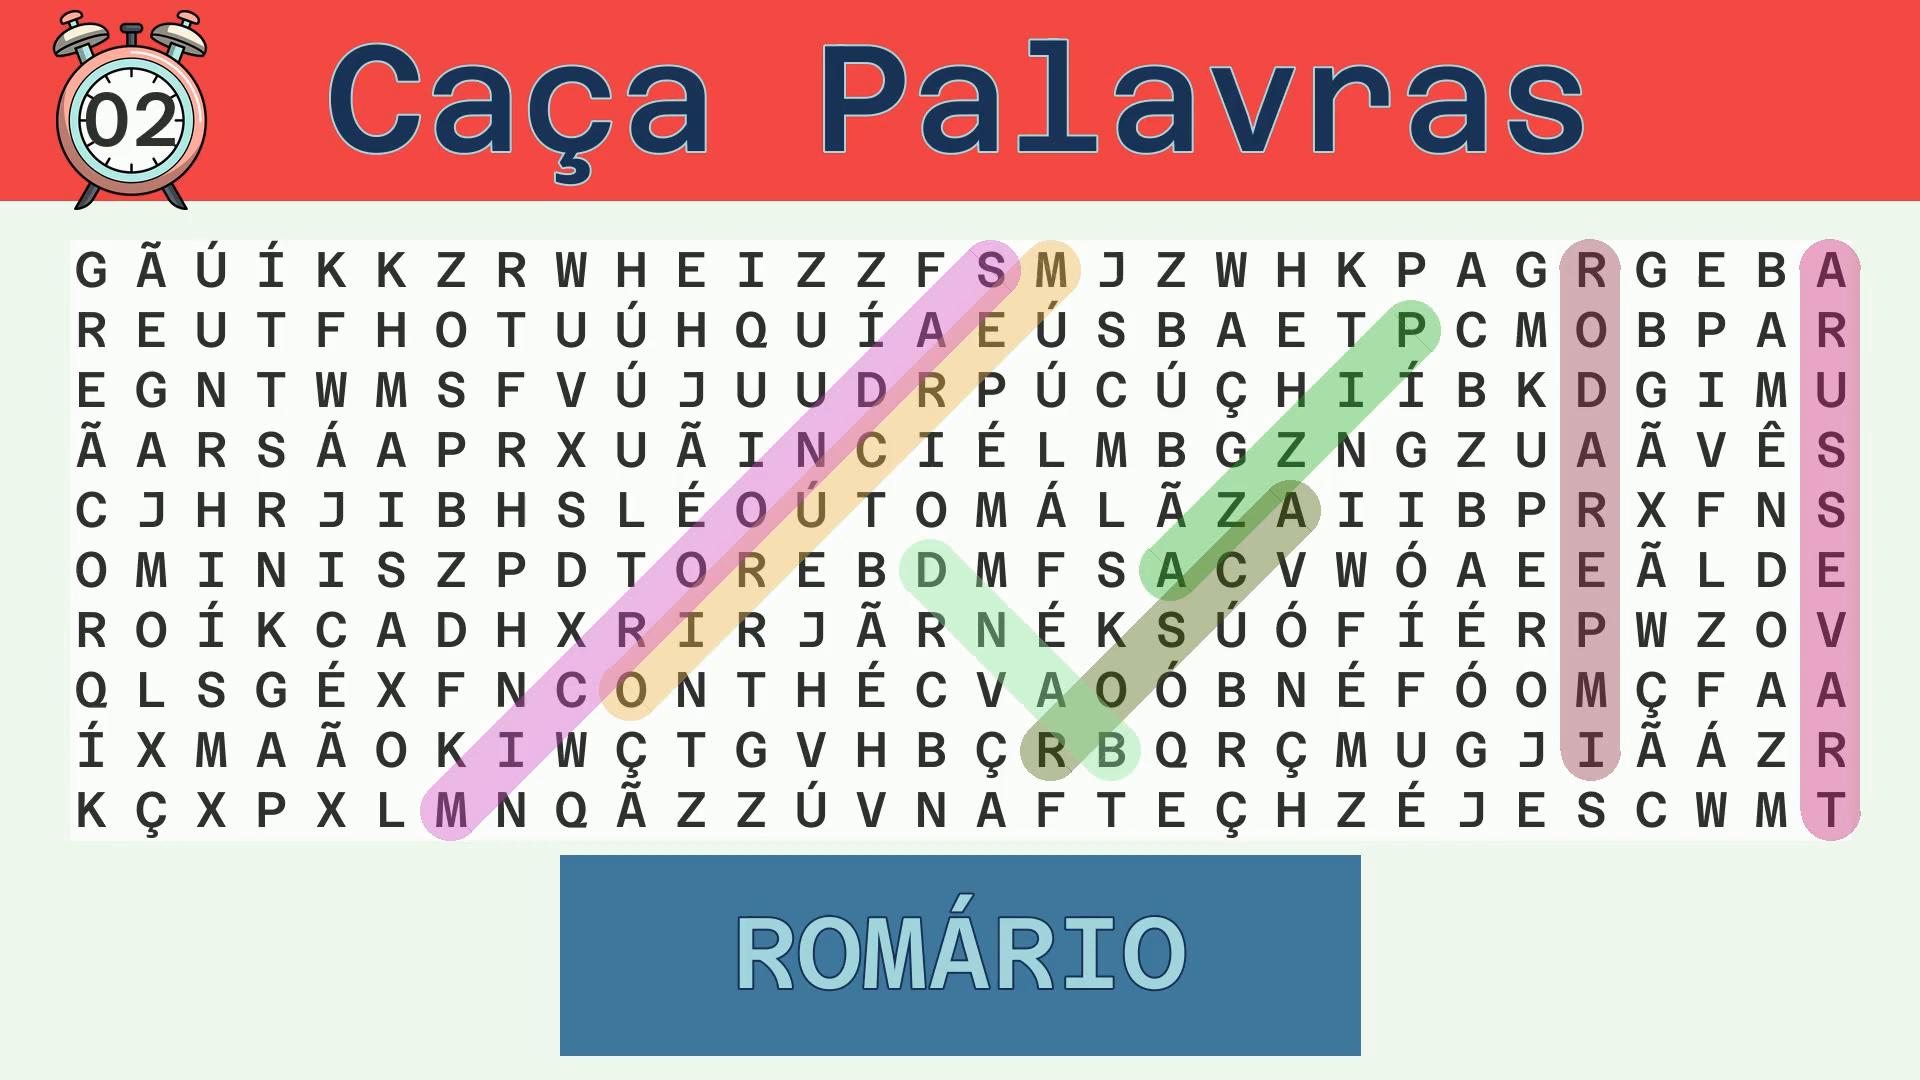 02
Caça Palavras
G Ã Ú Í K K Z R W H E I Z Z F S M J Z W H K P A G R G E B A
R E U T F H O T U Ú H Q U Í A E Ú S B A E T P C M O B P A R
E G N T W M S F V Ú J U U D R P Ú C Ú Ç H I Í B K D G I M U
Ã A R S Á A P R X U Ã I N C I É L M B G Z N G Z U A Ã V Ê S
C J H R J I B H S L É O Ú T O M Á L Ã Z A I I B P R X F N S
O M I N I S Z P D T O R E B D M F S A C V W Ó A E E Ã L D E
R O Í K C A D H X R I R J Ã R N É K S Ú Ó F Í É R P W Z O V
Q L S G É X F N C O N T H É C V A O Ó B N É F Ó O M Ç F A A
Í X M A Ã O K I W Ç T G V H B Ç R B Q R Ç M U G J I Ã Á Z R
K Ç X P X L M N Q Ã Z Z Ú V N A F T E Ç H Z É J E S C W M T
ROMÁRIO